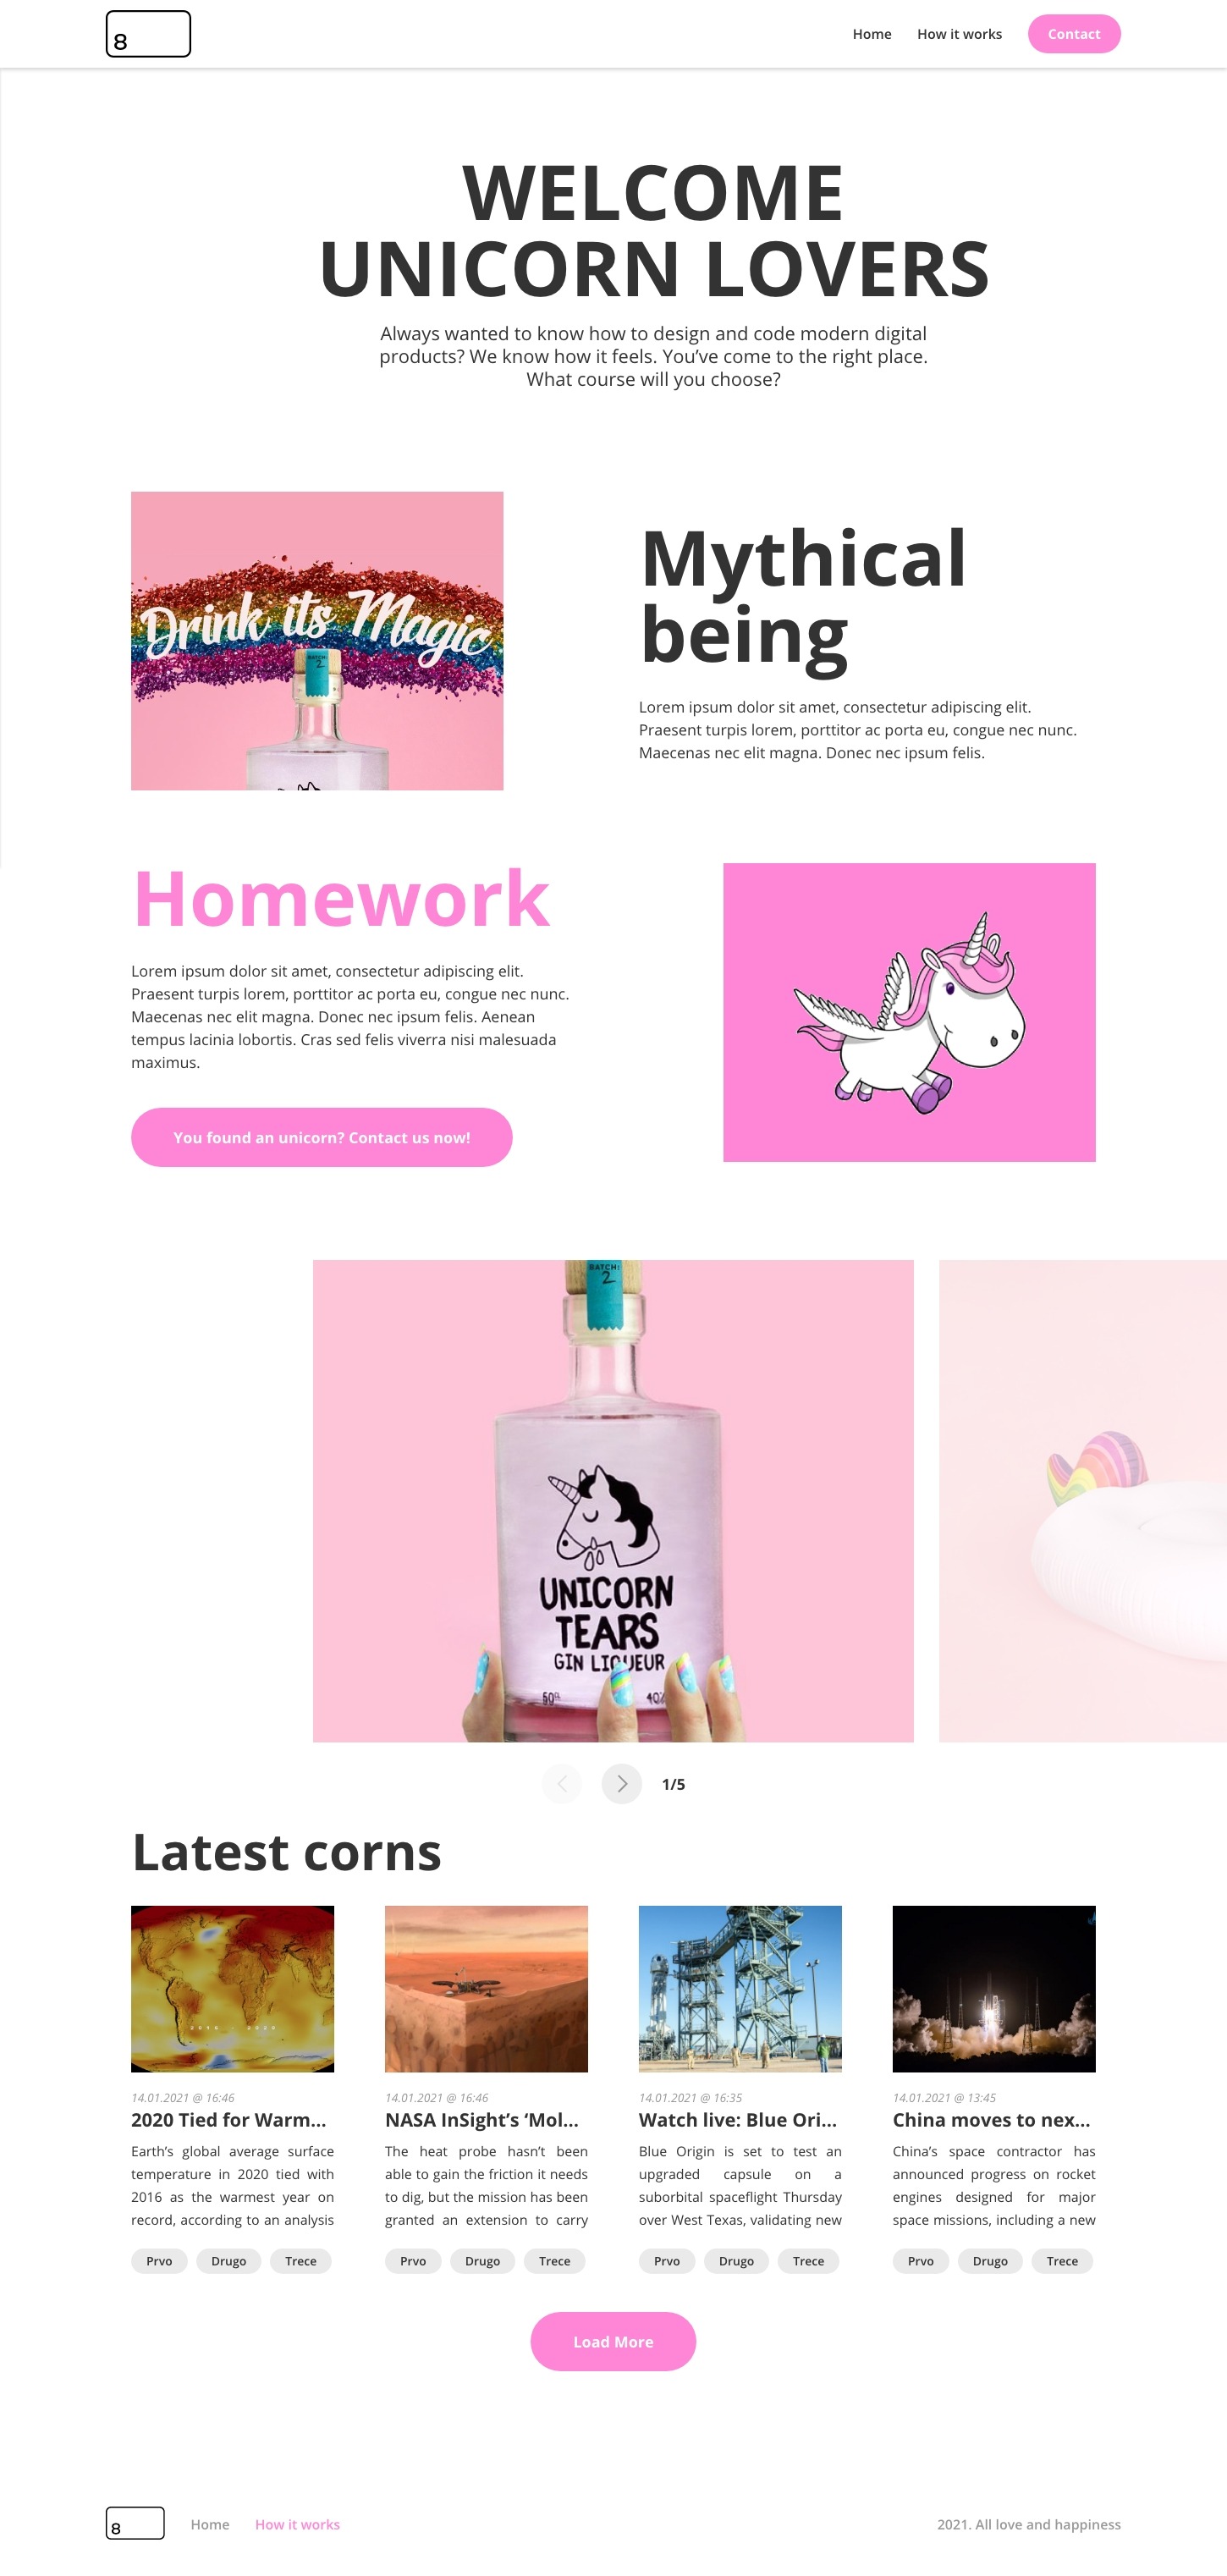 8
Home How it works Contact
WELCOME
UNICORN LOVERS
Always wanted to know how to design and code modern digital
products? We know how it feels. You’ve come to the right place.
What course will you choose?
Drink its Magic
BATCH:
2
Mythical
being
Lorem ipsum dolor sit amet, consectetur adipiscing elit.
Praesent turpis lorem, porttitor ac porta eu, congue nec nunc.
Maecenas nec elit magna. Donec nec ipsum felis.
Homework
Lorem ipsum dolor sit amet, consectetur adipiscing elit.
Praesent turpis lorem, porttitor ac porta eu, congue nec nunc.
Maecenas nec elit magna. Donec nec ipsum felis. Aenean
tempus lacinia lobortis. Cras sed felis viverra nisi malesuada
maximus.
You found an unicorn? Contact us now!
BATCH:
2
UNICORN
TEARS
GIN LIQUEUR
50cl 40%
1/5
Latest corns
2016 - 2020
14.01.2021 @ 16:46
2020 Tied for Warm...
Earth’s global average surface
temperature in 2020 tied with
2016 as the warmest year on
record, according to an analysis
Prvo Drugo Trece
14.01.2021 @ 16:46
NASA InSight’s ‘Mol...
The heat probe hasn’t been
able to gain the friction it needs
to dig, but the mission has been
granted an extension to carry
Prvo Drugo Trece
14.01.2021 @ 16:35
Watch live: Blue Ori...
Blue Origin is set to test an
upgraded capsule on a
suborbital spaceflight Thursday
over West Texas, validating new
Prvo Drugo Trece
14.01.2021 @ 13:45
China moves to nex...
China’s space contractor has
announced progress on rocket
engines designed for major
space missions, including a new
Prvo Drugo Trece
Load More
8
Home How it works
2021. All love and happiness